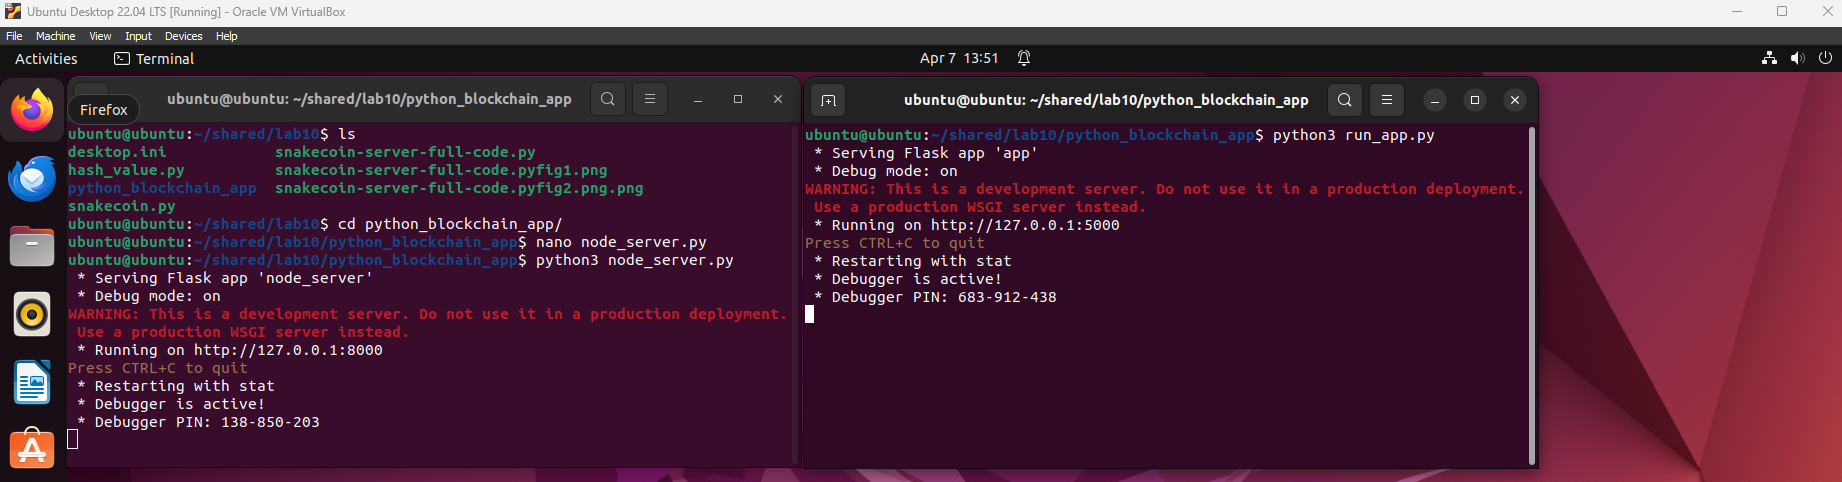 Ubuntu Desktop 22.04 LTS [Running] - Oracle VM VirtualBox
File Machine View Input Devices Help
Activities Terminal Apr 7 13:51
Firefox
ubuntu@ubuntu: ~/shared/lab10/python_blockchain_app
ubuntu@ubuntu:~/shared/lab10$ ls
desktop.ini snakecoin-server-full-code.py
hash_value.py snakecoin-server-full-code.pyfig1.png
python_blockchain_app snakecoin-server-full-code.pyfig2.png.png
snakecoin.py
ubuntu@ubuntu:~/shared/lab10$ cd python_blockchain_app/
ubuntu@ubuntu:~/shared/lab10/python_blockchain_app$ nano node_server.py
ubuntu@ubuntu:~/shared/lab10/python_blockchain_app$ python3 node_server.py
 * Serving Flask app 'node_server'
 * Debug mode: on
WARNING: This is a development server. Do not use it in a production deployment.
 Use a production WSGI server instead.
 * Running on http://127.0.0.1:8000
Press CTRL+C to quit
 * Restarting with stat
 * Debugger is active!
 * Debugger PIN: 138-850-203
ubuntu@ubuntu: ~/shared/lab10/python_blockchain_app
ubuntu@ubuntu:~/shared/lab10/python_blockchain_app$ python3 run_app.py
 * Serving Flask app 'app'
 * Debug mode: on
WARNING: This is a development server. Do not use it in a production deployment.
 Use a production WSGI server instead.
 * Running on http://127.0.0.1:5000
Press CTRL+C to quit
 * Restarting with stat
 * Debugger is active!
 * Debugger PIN: 683-912-438